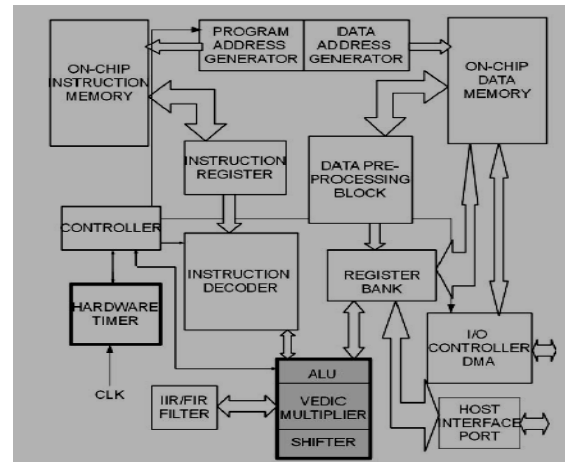 PROGRAM
ADDRESS
GENERATOR
DATA
ADDRESS
GENERATOR
ON-CHIP
INSTRUCTION
MEMORY
ON-CHIP
DATA
MEMORY
INSTRUCTION
REGISTER
DATA PRE-
PROCESSING
BLOCK
CONTROLLER
INSTRUCTION
DECODER
REGISTER
BANK
HARDWARE
TIMER
I/O
CONTROLLER
DMA
CLK
IIR/FIR
FILTER
ALU
VEDIC
MULTIPLIER
SHIFTER
HOST
INTERFACE
PORT